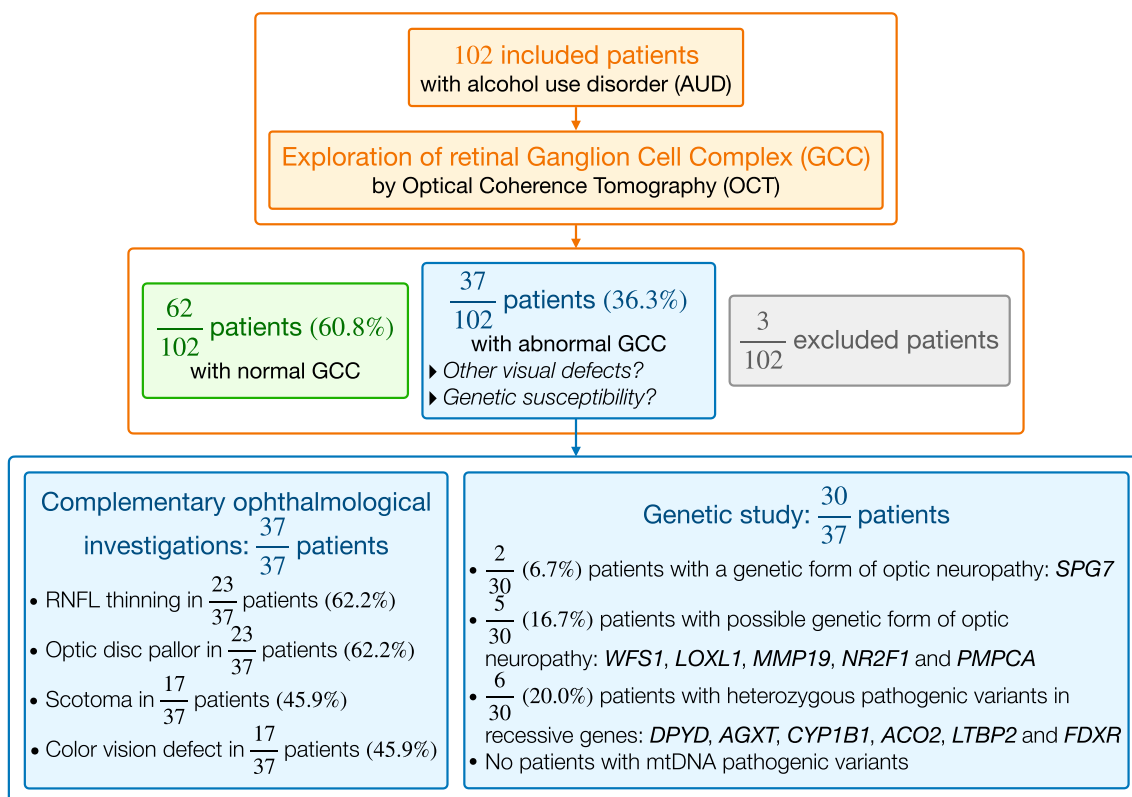 102 included patients
with alcohol use disorder (AUD)
Exploration of retinal Ganglion Cell Complex (GCC)
by Optical Coherence Tomography (OCT)
62/102 patients (60.8%)
with normal GCC
37/102 patients (36.3%)
with abnormal GCC
▶ Other visual defects?
▶ Genetic susceptibility?
3/102 excluded patients
Complementary ophthalmological
investigations: 37/37 patients
• RNFL thinning in 23/37 patients (62.2%)
• Optic disc pallor in 23/37 patients (62.2%)
• Scotoma in 17/37 patients (45.9%)
• Color vision defect in 17/37 patients (45.9%)
Genetic study: 30/37 patients
• 2/30 (6.7%) patients with a genetic form of optic neuropathy: SPG7
• 5/30 (16.7%) patients with possible genetic form of optic
neuropathy: WFS1, LOXL1, MMP19, NR2F1 and PMPCA
• 6/30 (20.0%) patients with heterozygous pathogenic variants in
recessive genes: DPYD, AGXT, CYP1B1, ACO2, LTBP2 and FDXR
• No patients with mtDNA pathogenic variants